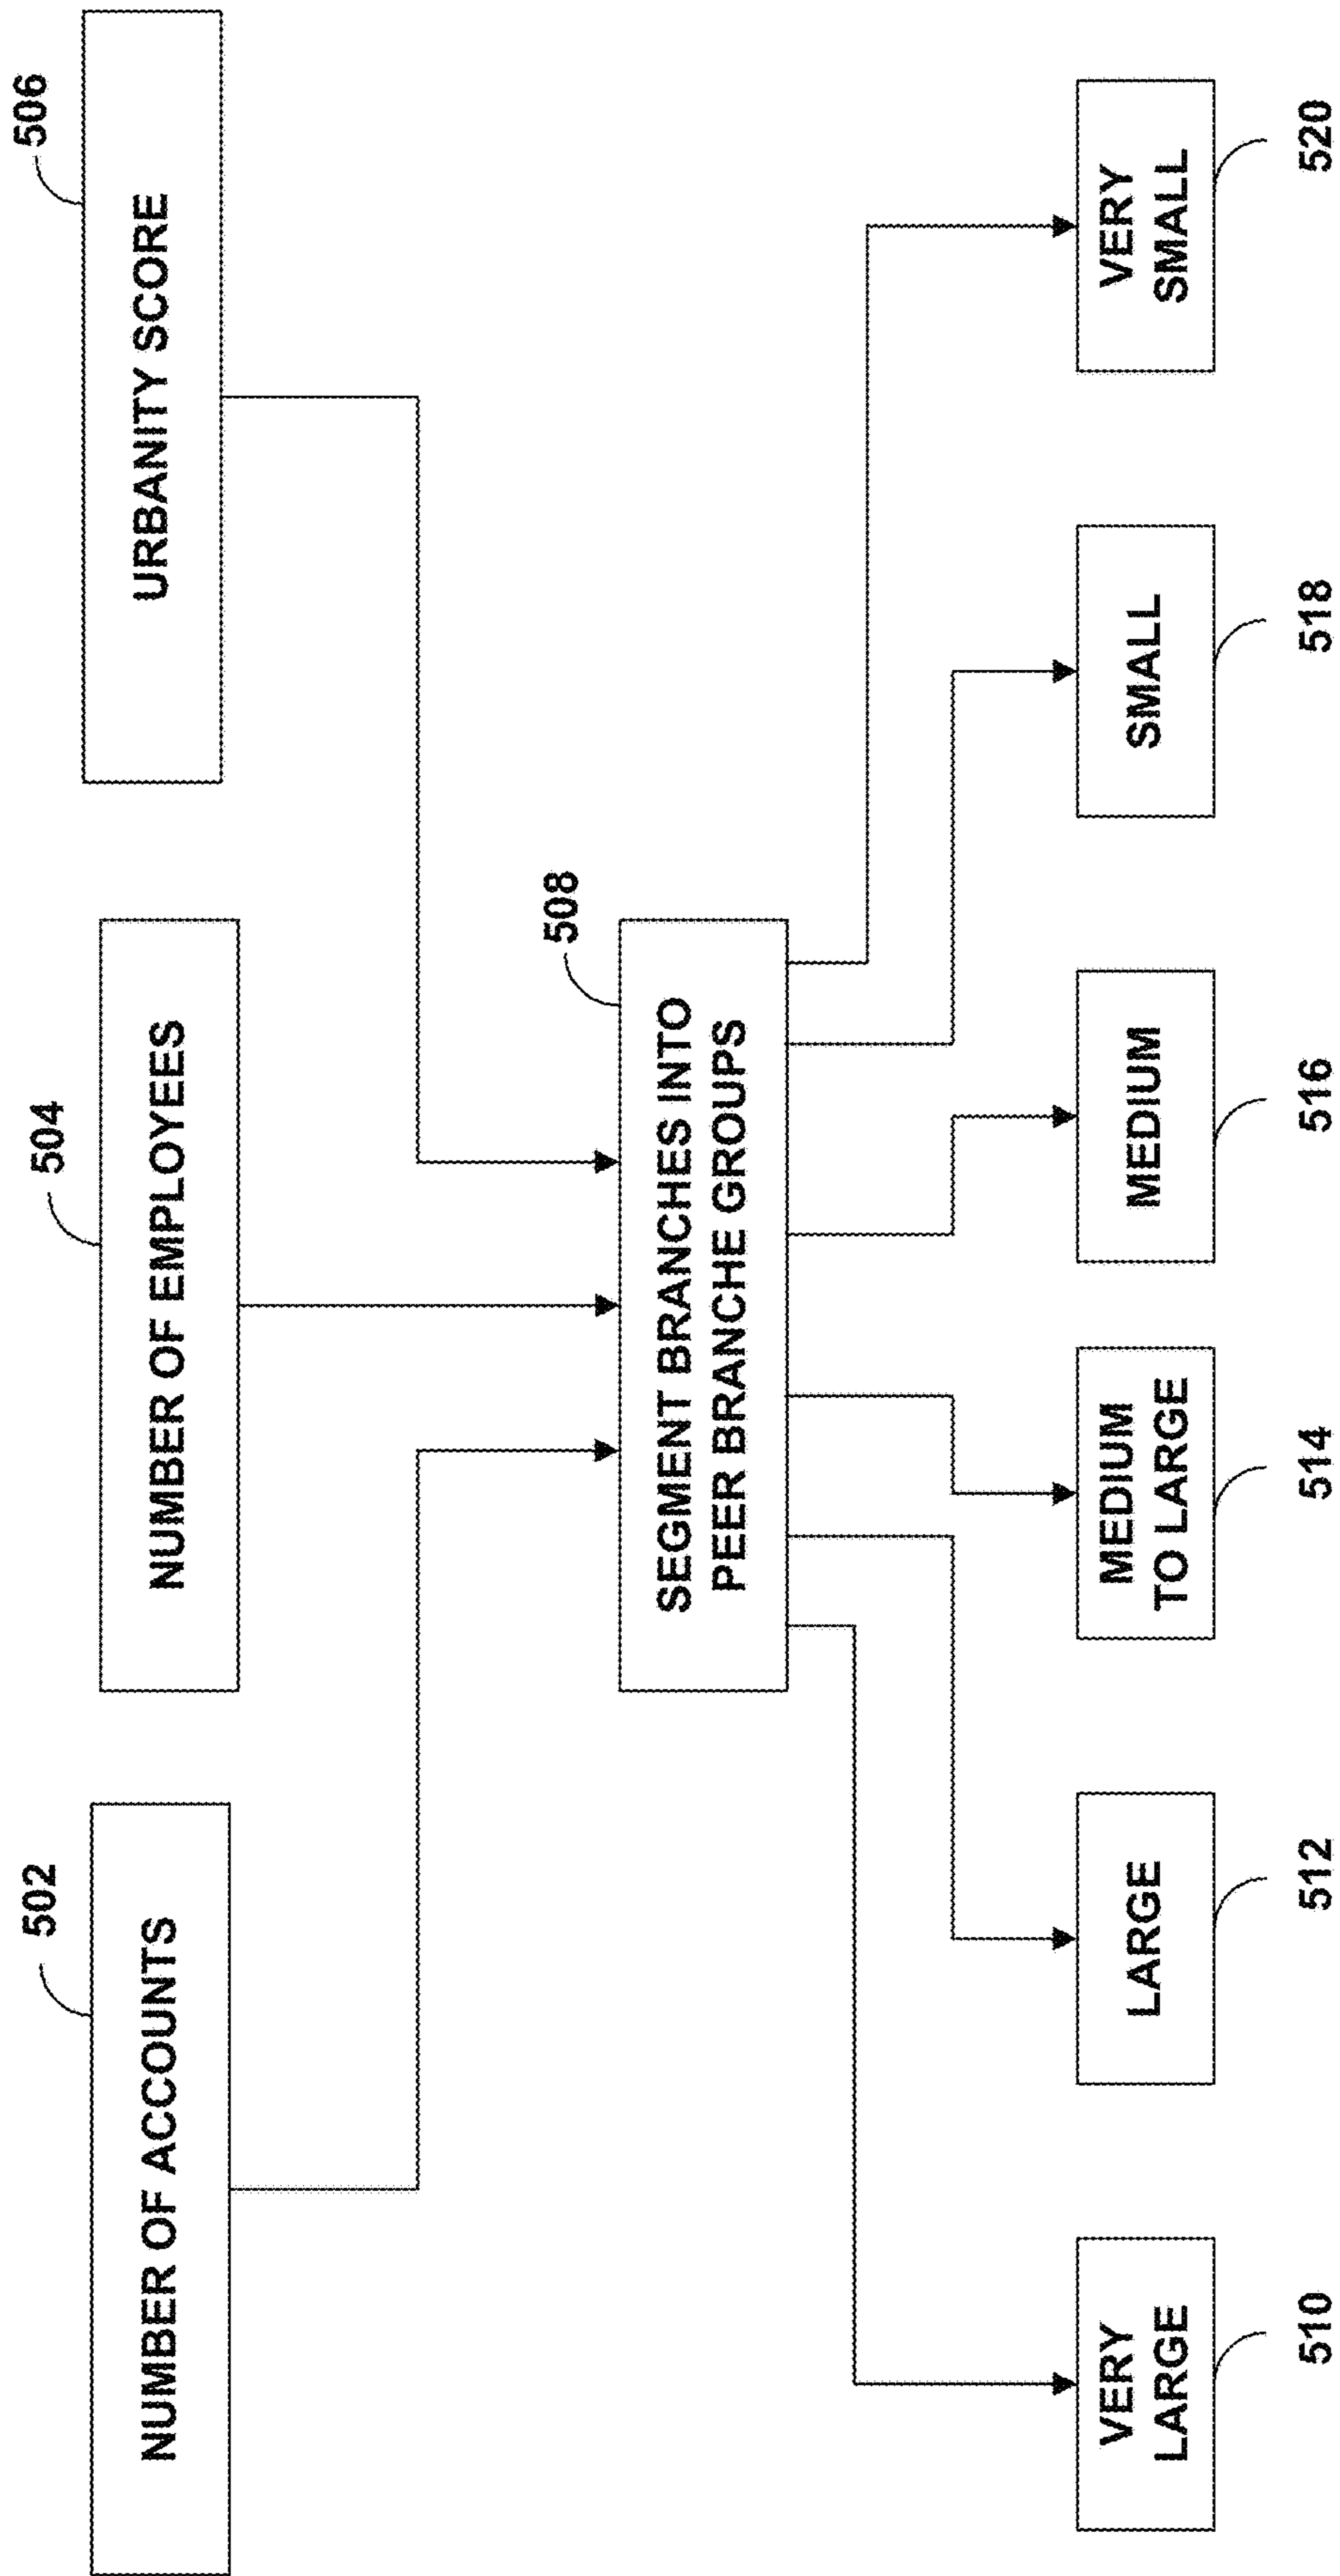 502
NUMBER OF ACCOUNTS
504
NUMBER OF EMPLOYEES
506
URBANITY SCORE
508
SEGMENT BRANCHES INTO
PEER BRANCHE GROUPS
VERY
LARGE
510
LARGE
512
MEDIUM
TO LARGE
514
MEDIUM
516
SMALL
518
VERY
SMALL
520